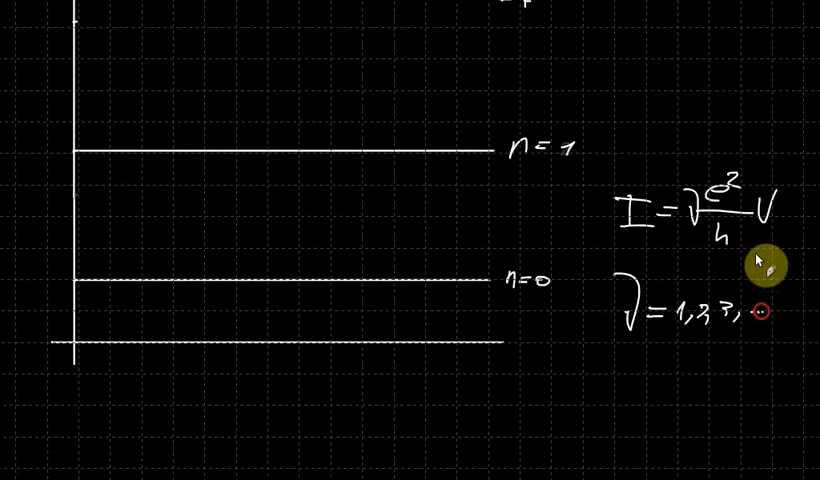 n = 1
I = ν e²/h V
n=0
ν = 1,2,3, ...